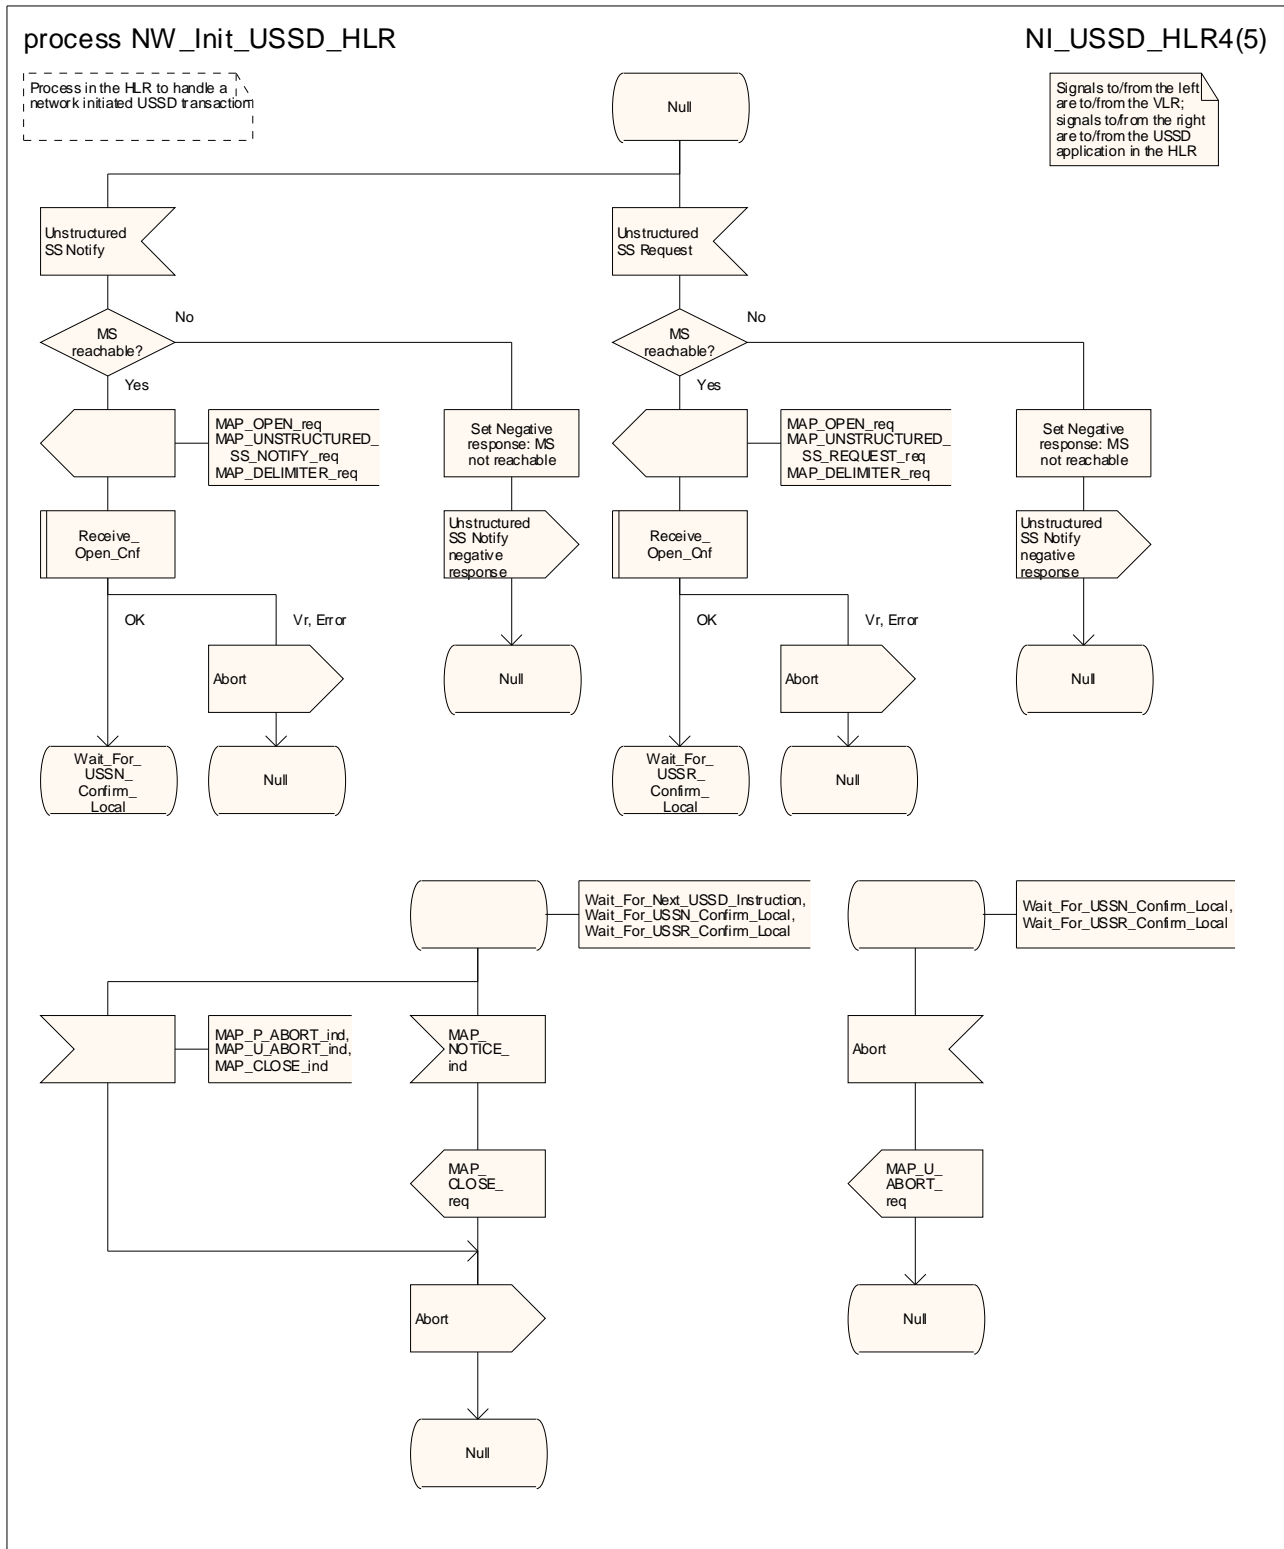 process NW_Init_USSD_HLR
NI_USSD_HLR4(5)
Process in the HLR to handle a
network initiated USSD transaction
Null
Signals to/from the left
are to/from the VLR;
signals to/from the right
are to/from the USSD
application in the HLR
Unstructured
SS Notify
Unstructured
SS Request
MS
reachable?
No
Yes
MS
reachable?
No
Yes
MAP_OPEN_req
MAP_UNSTRUCTURED_
SS_NOTIFY_req
MAP_DELIMITER_req
Set Negative
response: MS
not reachable
MAP_OPEN_req
MAP_UNSTRUCTURED_
SS_REQUEST_req
MAP_DELIMITER_req
Set Negative
response: MS
not reachable
Receive_
Open_Cnf
Unstructured
SS Notify
negative
response
Receive_
Open_Cnf
Unstructured
SS Notify
negative
response
OK
Vr, Error
OK
Vr, Error
Abort
Null
Abort
Null
Wait_For_
USSN_
Confirm_
Local
Null
Wait_For_
USSR_
Confirm_
Local
Null
Wait_For_Next_USSD_Instruction,
Wait_For_USSN_Confirm_Local,
Wait_For_USSR_Confirm_Local
Wait_For_USSN_Confirm_Local,
Wait_For_USSR_Confirm_Local
MAP_P_ABORT_ind,
MAP_U_ABORT_ind,
MAP_CLOSE_ind
MAP_
NOTICE_
ind
Abort
MAP_
CLOSE_
req
MAP_U_
ABORT_
req
Abort
Null
Null